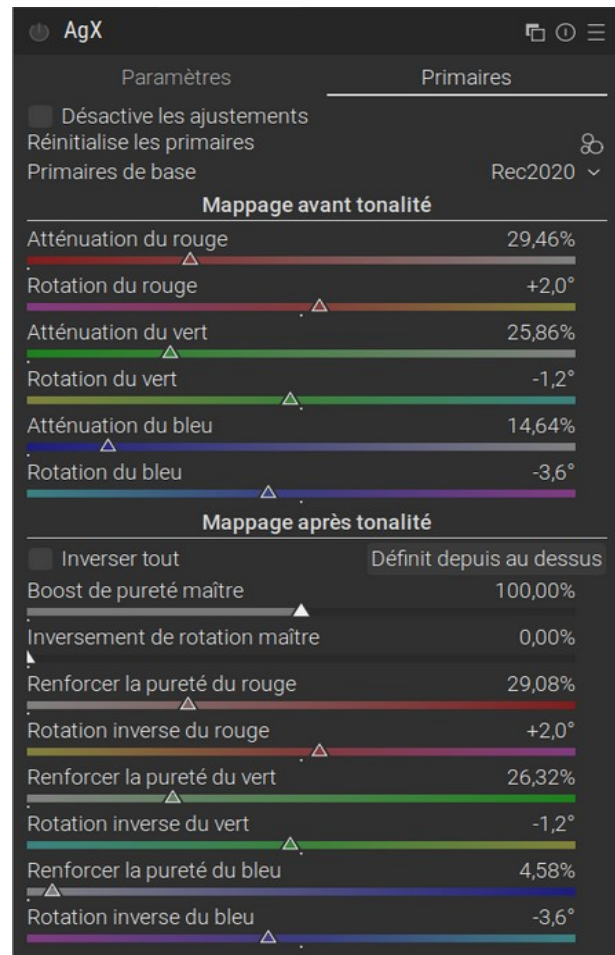 AgX
Paramètres Primaires
Désactive les ajustements
Réinitialise les primaires
Primaires de base Rec2020
Mappage avant tonalité
Atténuation du rouge 29,46%
Rotation du rouge +2,0°
Atténuation du vert 25,86%
Rotation du vert -1,2°
Atténuation du bleu 14,64%
Rotation du bleu -3,6°
Mappage après tonalité
Inverser tout Définit depuis au dessus
Boost de pureté maître 100,00%
Inversement de rotation maître 0,00%
Renforcer la pureté du rouge 29,08%
Rotation inverse du rouge +2,0°
Renforcer la pureté du vert 26,32%
Rotation inverse du vert -1,2°
Renforcer la pureté du bleu 4,58%
Rotation inverse du bleu -3,6°